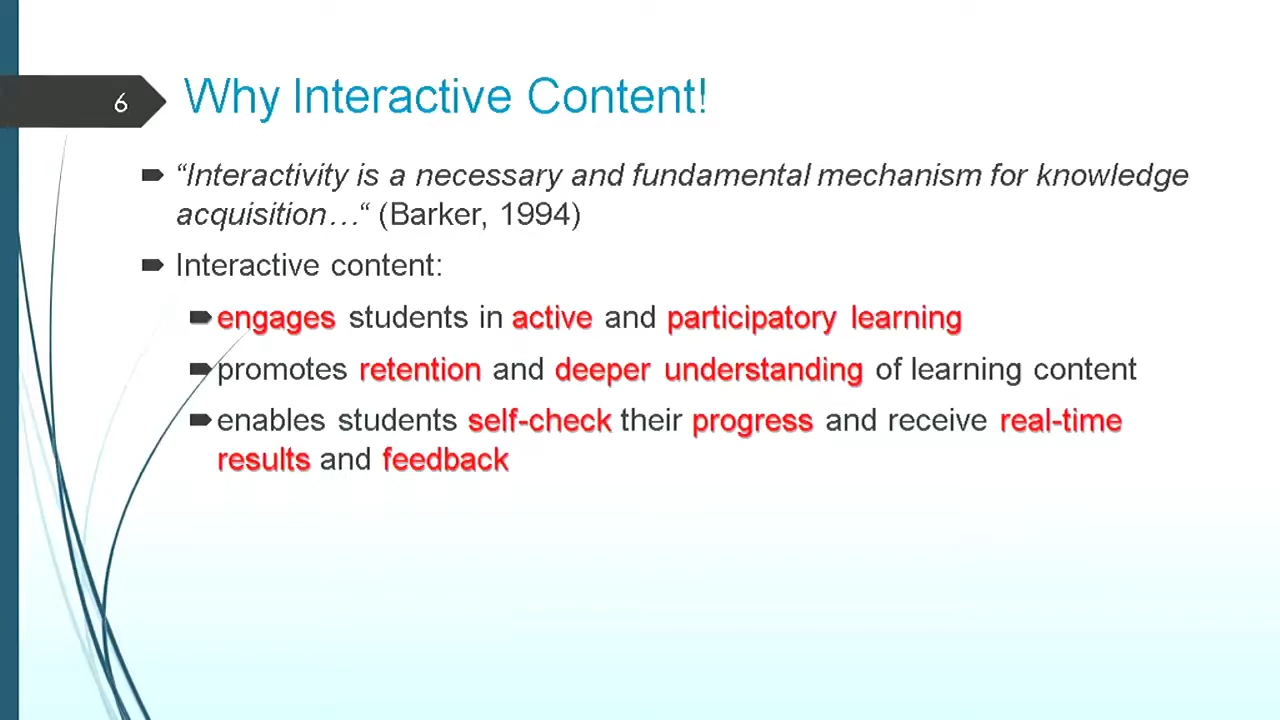 6
Why Interactive Content!
“Interactivity is a necessary and fundamental mechanism for knowledge
acquisition…“ (Barker, 1994)
Interactive content:
engages students in active and participatory learning
promotes retention and deeper understanding of learning content
enables students self-check their progress and receive real-time
results and feedback